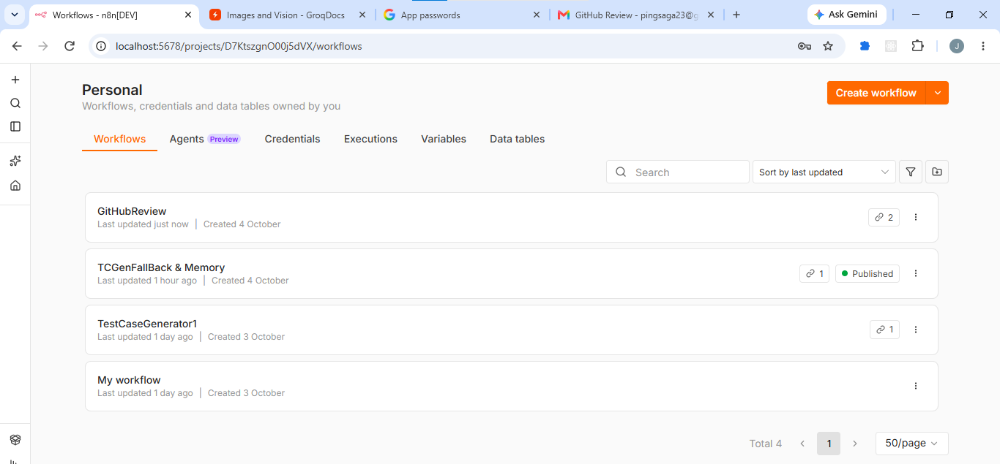 Workflows - n8n[DEV]
Images and Vision - GroqDocs
App passwords
GitHub Review - pingsaga23@g
Ask Gemini
localhost:5678/projects/D7KtszgnO00j5dVX/workflows
J
Personal
Workflows, credentials and data tables owned by you
Create workflow
Workflows
Agents Preview
Credentials
Executions
Variables
Data tables
Search
Sort by last updated
GitHubReview
Last updated just now | Created 4 October
2
TCGenFallBack & Memory
Last updated 1 hour ago | Created 4 October
1
Published
TestCaseGenerator1
Last updated 1 day ago | Created 3 October
1
My workflow
Last updated 1 day ago | Created 3 October
Total 4
1
50/page